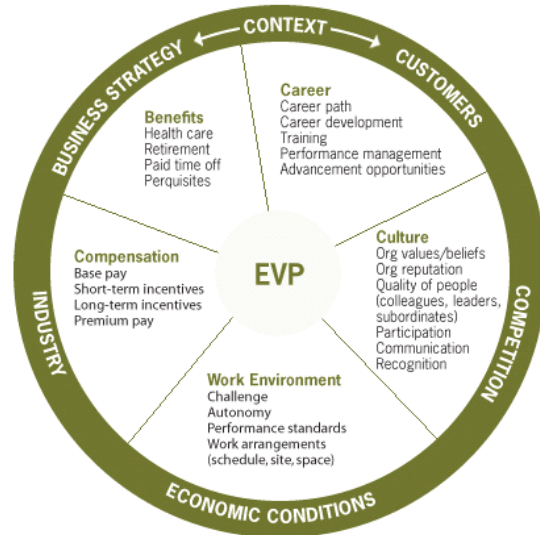 CONTEXT
BUSINESS STRATEGY
CUSTOMERS
INDUSTRY
COMPETITION
ECONOMIC CONDITIONS
Benefits
Health care
Retirement
Paid time off
Perquisites
Career
Career path
Career development
Training
Performance management
Advancement opportunities
Compensation
Base pay
Short-term incentives
Long-term incentives
Premium pay
EVP
Culture
Org values/beliefs
Org reputation
Quality of people
(colleagues, leaders,
subordinates)
Participation
Communication
Recognition
Work Environment
Challenge
Autonomy
Performance standards
Work arrangements
(schedule, site, space)